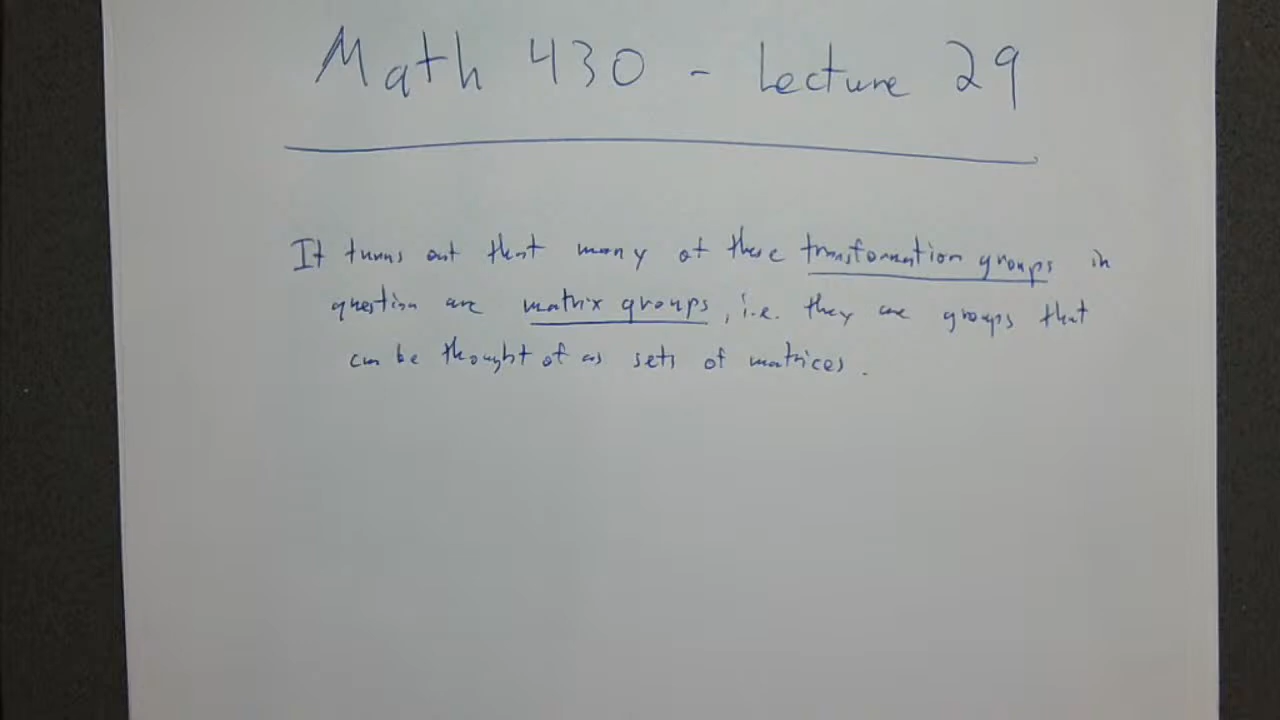 Math 430 - Lecture 29
It turns out that many of these transformation groups in
question are matrix groups, i.e. they are groups that
can be thought of as sets of matrices.